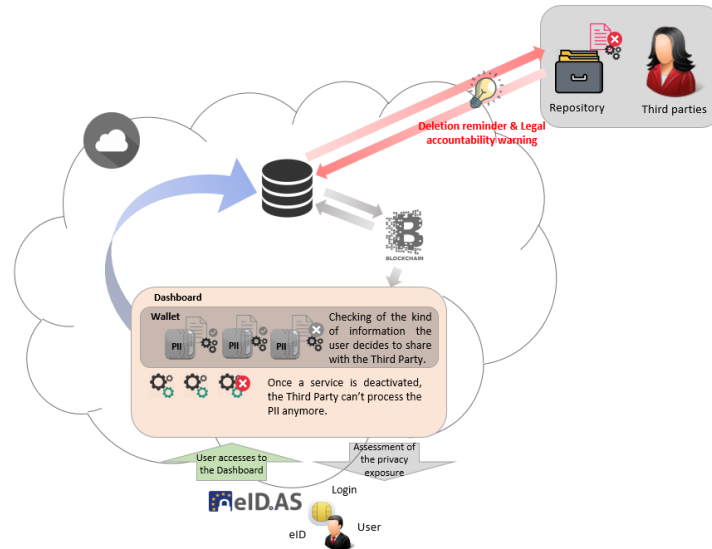 Repository
Third parties
Deletion reminder & Legal
accountability warning
BLOCKCHAIN
Dashboard
Wallet
PII
PII
PII
Checking of the kind
of information the
user decides to share
with the Third Party.
Once a service is deactivated,
the Third Party can't process the
PII anymore.
User accesses to
the Dashboard
Assessment of
the privacy
exposure
eID.AS
Login
eID
User